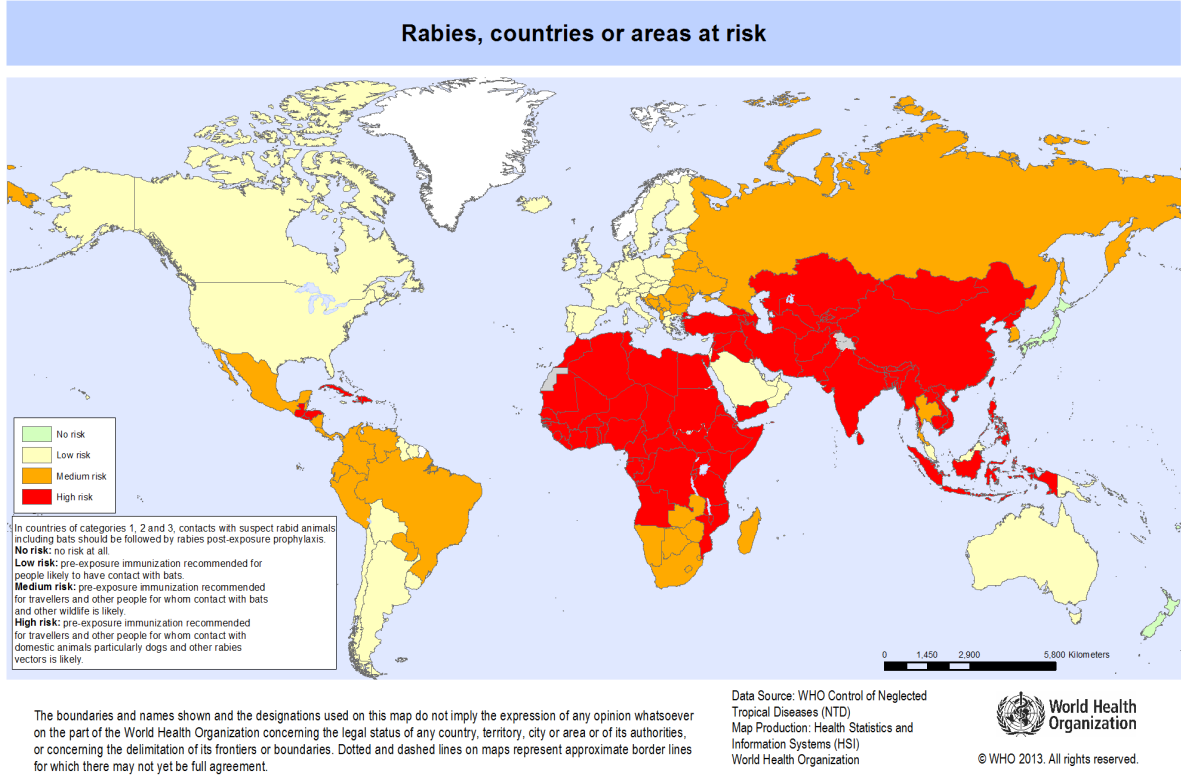 Rabies, countries or areas at risk
No risk
Low risk
Medium risk
High risk
In countries of categories 1, 2 and 3, contacts with suspect rabid animals
including bats should be followed by rabies post-exposure prophylaxis.
No risk: no risk at all.
Low risk: pre-exposure immunization recommended for
people likely to have contact with bats.
Medium risk: pre-exposure immunization recommended
for travellers and other people for whom contact with bats
and other wildlife is likely.
High risk: pre-exposure immunization recommended
for travellers and other people for whom contact with
domestic animals particularly dogs and other rabies
vectors is likely.
0 1,450 2,900 5,800 Kilometers
The boundaries and names shown and the designations used on this map do not imply the expression of any opinion whatsoever
on the part of the World Health Organization concerning the legal status of any country, territory, city or area or of its authorities,
or concerning the delimitation of its frontiers or boundaries. Dotted and dashed lines on maps represent approximate border lines
for which there may not yet be full agreement.
Data Source: WHO Control of Neglected
Tropical Diseases (NTD)
Map Production: Health Statistics and
Information Systems (HSI)
World Health Organization
World Health
Organization
© WHO 2013. All rights reserved.